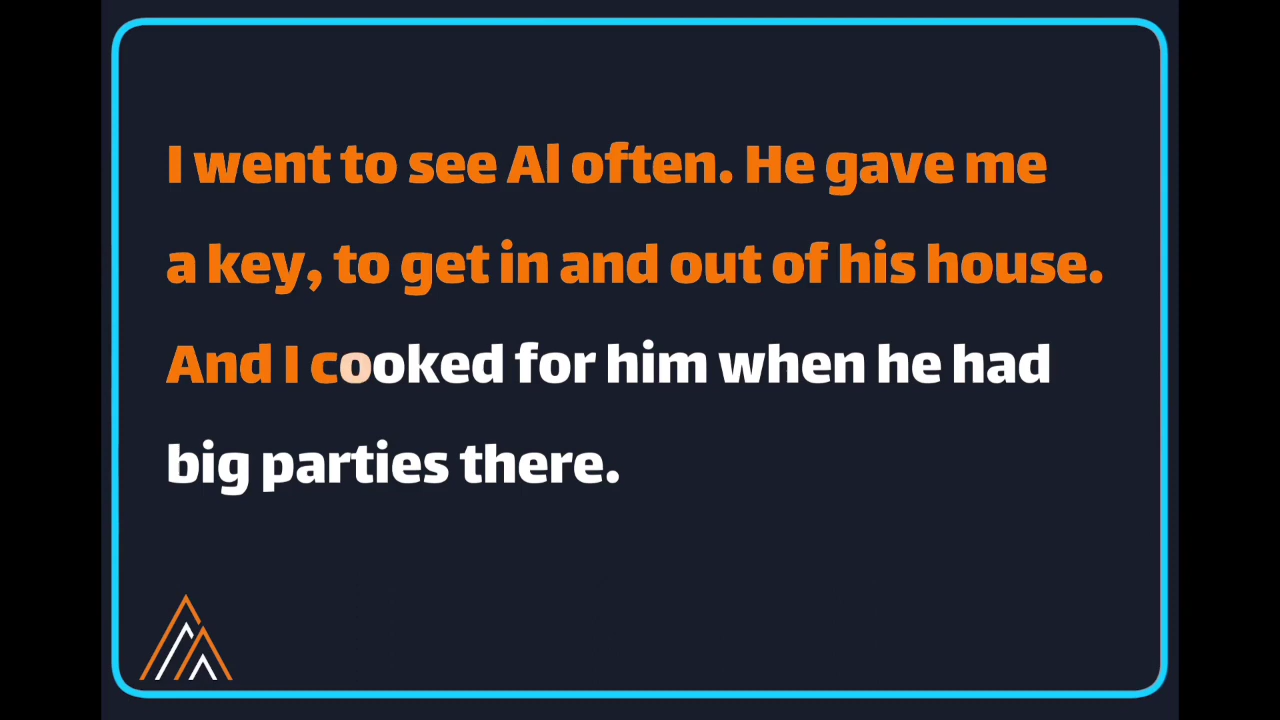 I went to see Al often. He gave me
a key, to get in and out of his house.
And I cooked for him when he had
big parties there.